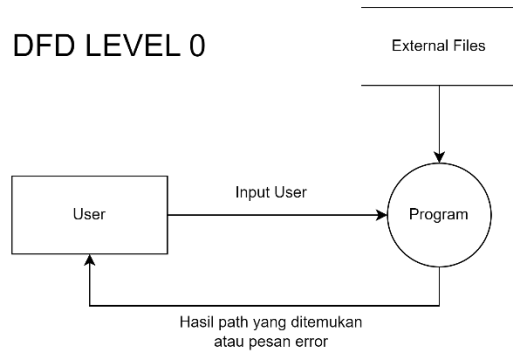 DFD LEVEL 0
External Files
User
Input User
Program
Hasil path yang ditemukan
atau pesan error